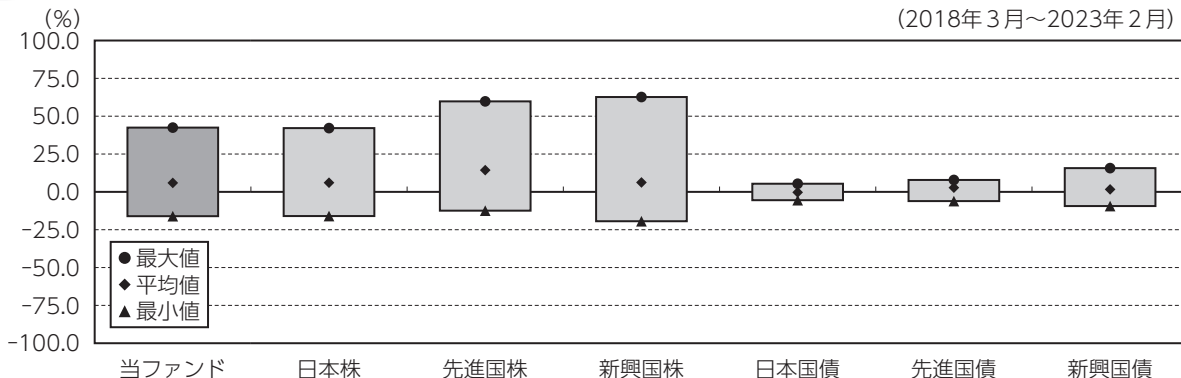 (%)
(2018年3月~2023年2月)
100.0
75.0
50.0
25.0
0.0
-25.0
-50.0
-75.0
-100.0
● 最大値
◆ 平均値
▲ 最小値
当ファンド 日本株 先進国株 新興国株 日本国債 先進国債 新興国債